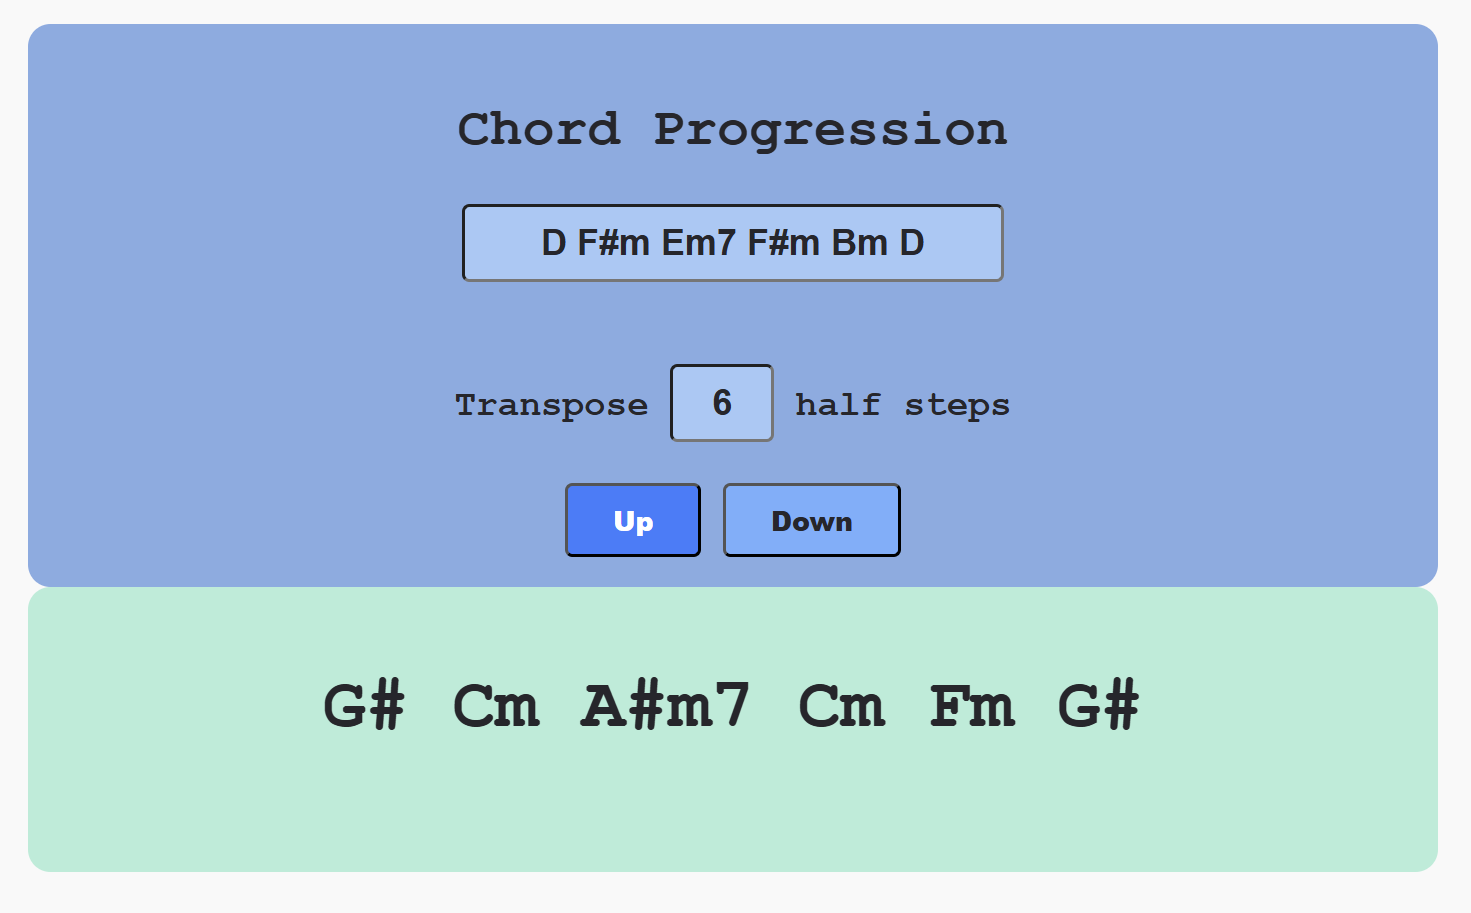 Chord Progression
D F#m Em7 F#m Bm D
Transpose 6 half steps
Up Down
G# Cm A#m7 Cm Fm G#